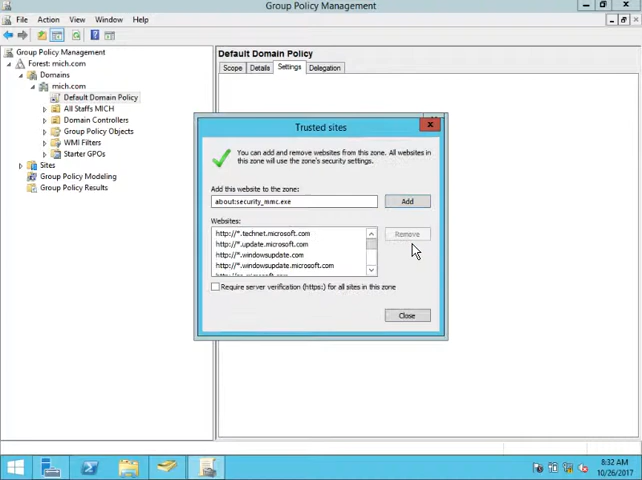 Group Policy Management
File Action View Window Help
Group Policy Management
Forest: mich.com
Domains
mich.com
Default Domain Policy
All Staffs MICH
Domain Controllers
Group Policy Objects
WMI Filters
Starter GPOs
Sites
Group Policy Modeling
Group Policy Results
Default Domain Policy
Scope Details Settings Delegation
Trusted sites
You can add and remove websites from this zone. All websites in
this zone will use the zone's security settings.
Add this website to the zone:
about:security_mmc.exe
Add
Websites:
http://*.technet.microsoft.com
http://*.update.microsoft.com
http://*.windowsupdate.com
http://*.windowsupdate.microsoft.com
Remove
Require server verification (https:) for all sites in this zone
Close
8:32 AM
10/26/2017